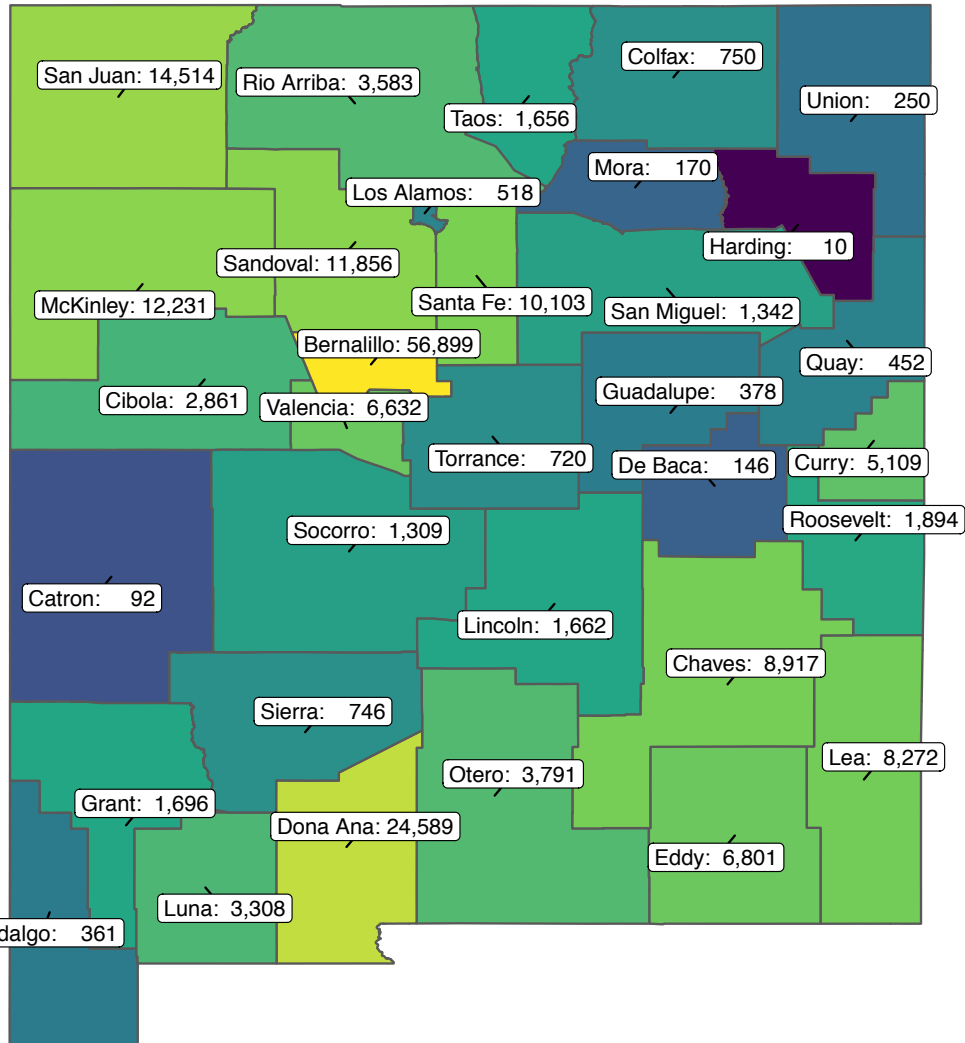 Colfax: 750
San Juan: 14,514
Rio Arriba: 3,583
Union: 250
Taos: 1,656
Mora: 170
Los Alamos: 518
Harding: 10
Sandoval: 11,856
Santa Fe: 10,103
McKinley: 12,231
San Miguel: 1,342
Bernalillo: 56,899
Quay: 452
Guadalupe: 378
Cibola: 2,861
Valencia: 6,632
Torrance: 720
De Baca: 146
Curry: 5,109
Roosevelt: 1,894
Socorro: 1,309
Catron: 92
Lincoln: 1,662
Chaves: 8,917
Sierra: 746
Lea: 8,272
Otero: 3,791
Grant: 1,696
Dona Ana: 24,589
Eddy: 6,801
Luna: 3,308
dalgo: 361